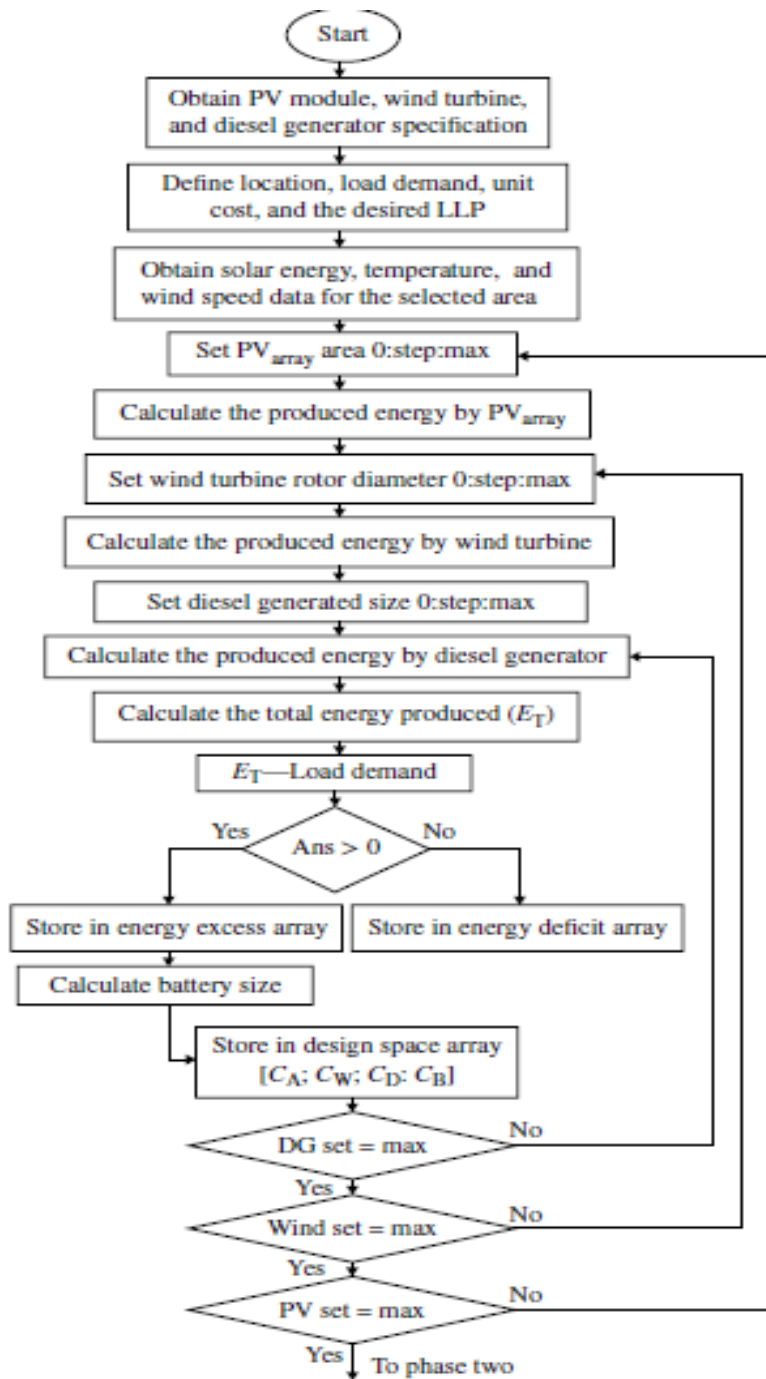 Start
Obtain PV module, wind turbine,
and diesel generator specification
Define location, load demand, unit
cost, and the desired LLP
Obtain solar energy, temperature, and
wind speed data for the selected area
Set PVarray area 0:step:max
Calculate the produced energy by PVarray
Set wind turbine rotor diameter 0:step:max
Calculate the produced energy by wind turbine
Set diesel generated size 0:step:max
Calculate the produced energy by diesel generator
Calculate the total energy produced (ET)
ET—Load demand
Yes
No
Ans > 0
Store in energy excess array
Store in energy deficit array
Calculate battery size
Store in design space array
[CA; CW; CD: CB]
No
DG set = max
Yes
No
Wind set = max
Yes
No
PV set = max
Yes
To phase two